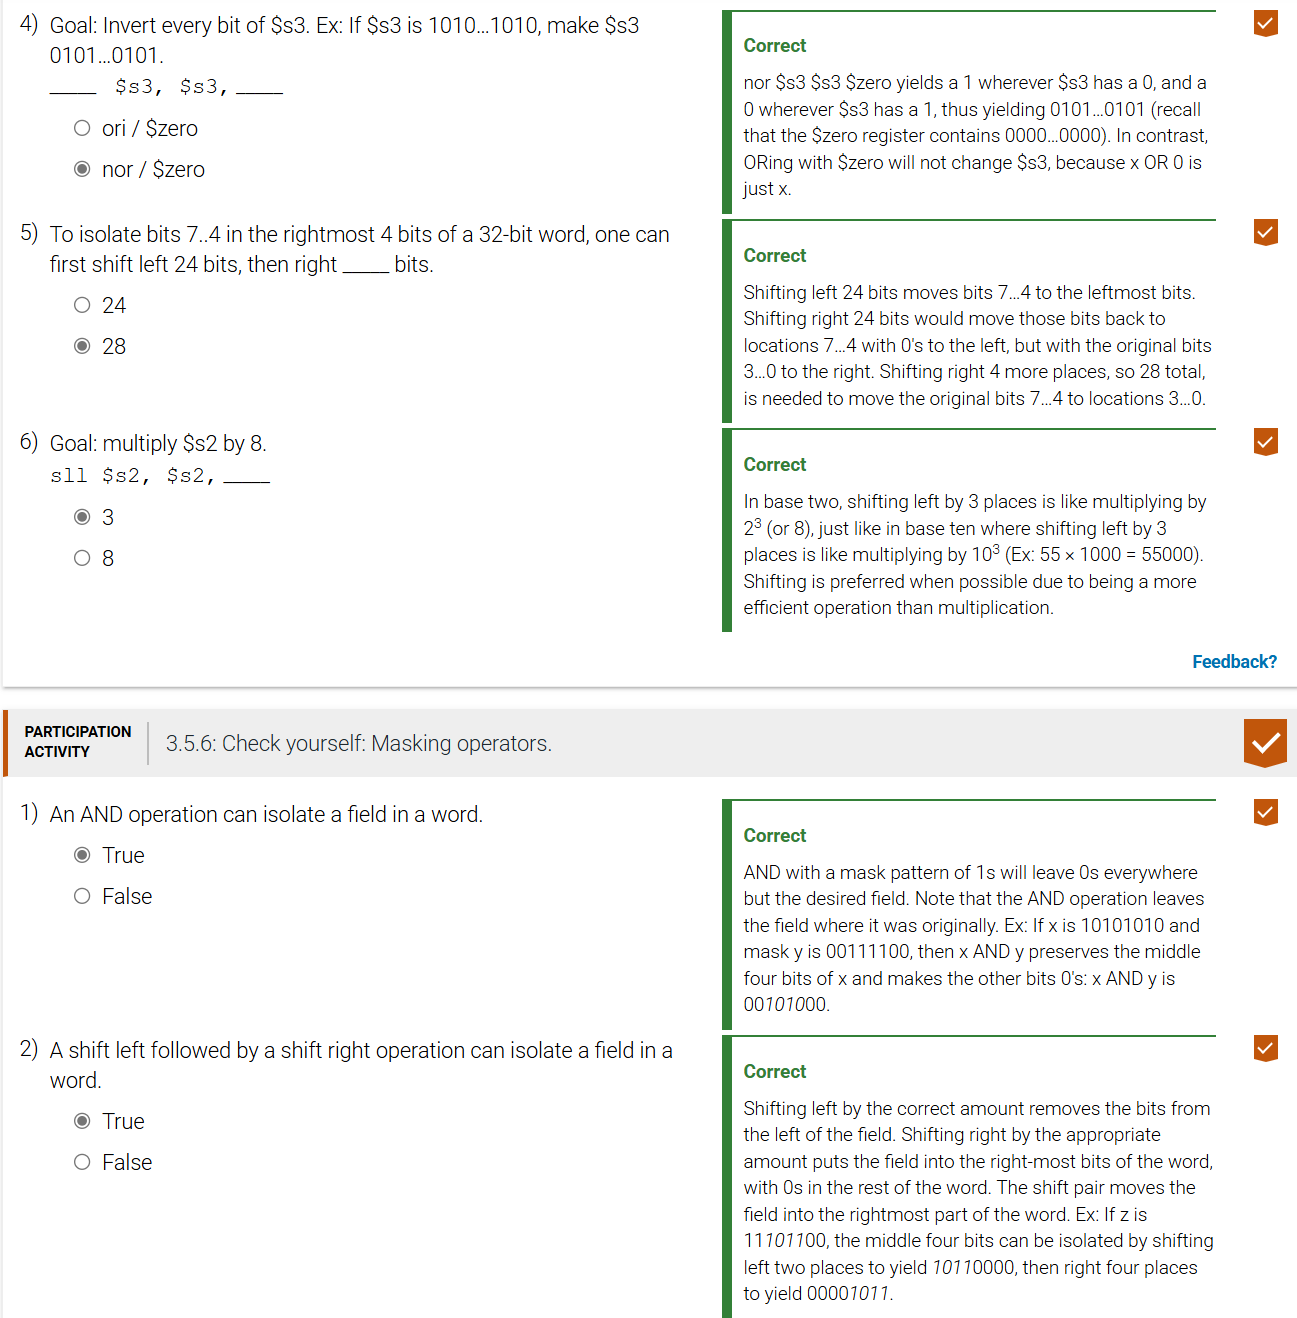 4) Goal: Invert every bit of $s3. Ex: If $s3 is 1010...1010, make $s3
0101...0101.
____ $s3, $s3, ____
ori / $zero
nor / $zero
Correct
nor $s3 $s3 $zero yields a 1 wherever $s3 has a 0, and a
0 wherever $s3 has a 1, thus yielding 0101...0101 (recall
that the $zero register contains 0000...0000). In contrast,
ORing with $zero will not change $s3, because x OR 0 is
just x.
5) To isolate bits 7..4 in the rightmost 4 bits of a 32-bit word, one can
first shift left 24 bits, then right ____ bits.
24
28
Correct
Shifting left 24 bits moves bits 7...4 to the leftmost bits.
Shifting right 24 bits would move those bits back to
locations 7...4 with 0's to the left, but with the original bits
3...0 to the right. Shifting right 4 more places, so 28 total,
is needed to move the original bits 7...4 to locations 3...0.
6) Goal: multiply $s2 by 8.
sll $s2, $s2, ____
3
8
Correct
In base two, shifting left by 3 places is like multiplying by
2³ (or 8), just like in base ten where shifting left by 3
places is like multiplying by 10³ (Ex: 55 × 1000 = 55000).
Shifting is preferred when possible due to being a more
efficient operation than multiplication.
Feedback?
PARTICIPATION
ACTIVITY
3.5.6: Check yourself: Masking operators.
1) An AND operation can isolate a field in a word.
True
False
Correct
AND with a mask pattern of 1s will leave 0s everywhere
but the desired field. Note that the AND operation leaves
the field where it was originally. Ex: If x is 10101010 and
mask y is 00111100, then x AND y preserves the middle
four bits of x and makes the other bits 0's: x AND y is
00101000.
2) A shift left followed by a shift right operation can isolate a field in a
word.
True
False
Correct
Shifting left by the correct amount removes the bits from
the left of the field. Shifting right by the appropriate
amount puts the field into the right-most bits of the word,
with 0s in the rest of the word. The shift pair moves the
field into the rightmost part of the word. Ex: If z is
11101100, the middle four bits can be isolated by shifting
left two places to yield 10110000, then right four places
to yield 00001011.